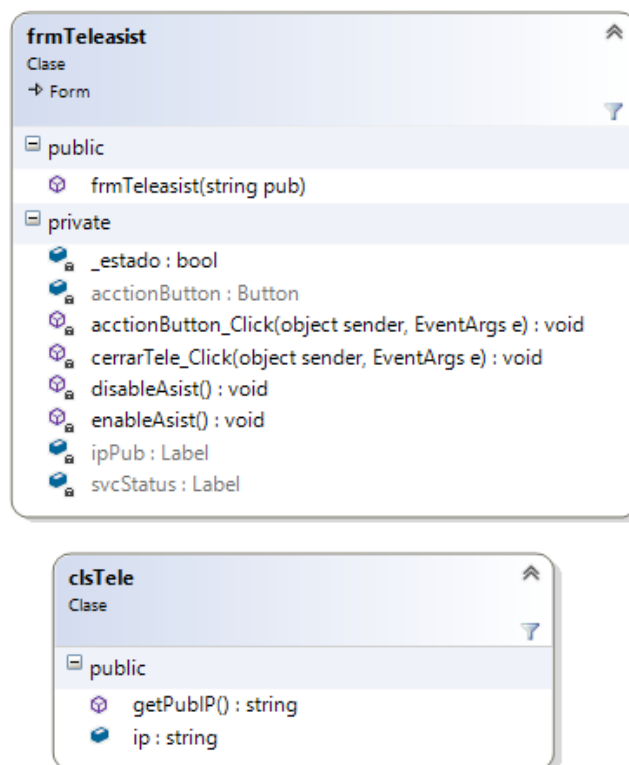 frmTeleasist
Clase
Form
public
frmTeleasist(string pub)
private
_estado : bool
acctionButton : Button
acctionButton_Click(object sender, EventArgs e) : void
cerrarTele_Click(object sender, EventArgs e) : void
disableAsist() : void
enableAsist() : void
ipPub : Label
svcStatus : Label
clsTele
Clase
public
getPubIP() : string
ip : string